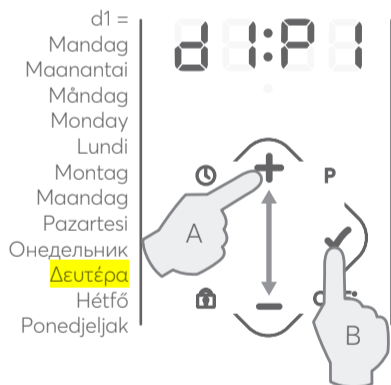 d1 =
Mandag
Maanantai
Måndag
Monday
Lundi
Montag
Maandag
Pazartesi
Онедельник
Δευτέρα
Hétfő
Ponedjeljak
d1:P1
P
A
B